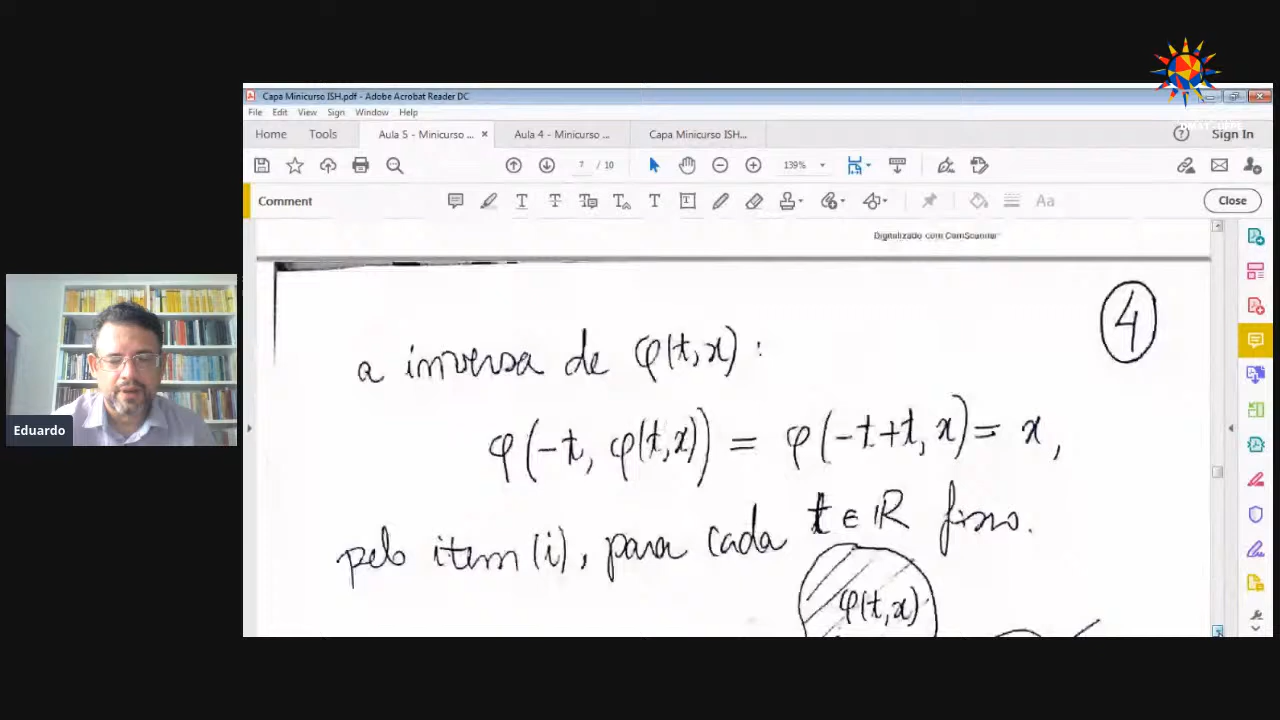 Capa Minicurso ISH.pdf - Adobe Acrobat Reader DC
File Edit View Sign Window Help
Home Tools Aula 5 - Minicurso ... × Aula 4 - Minicurso ... Capa Minicurso ISH... Sign In
7 / 10 139%
Comment Close
Digitalizado com CamScanner
4
a inversa de φ(t,x):
φ(-t, φ(t,x)) = φ(-t+t, x) = x,
pelo item (i), para cada t ∈ ℝ fixo.
φ(t,x)
Eduardo